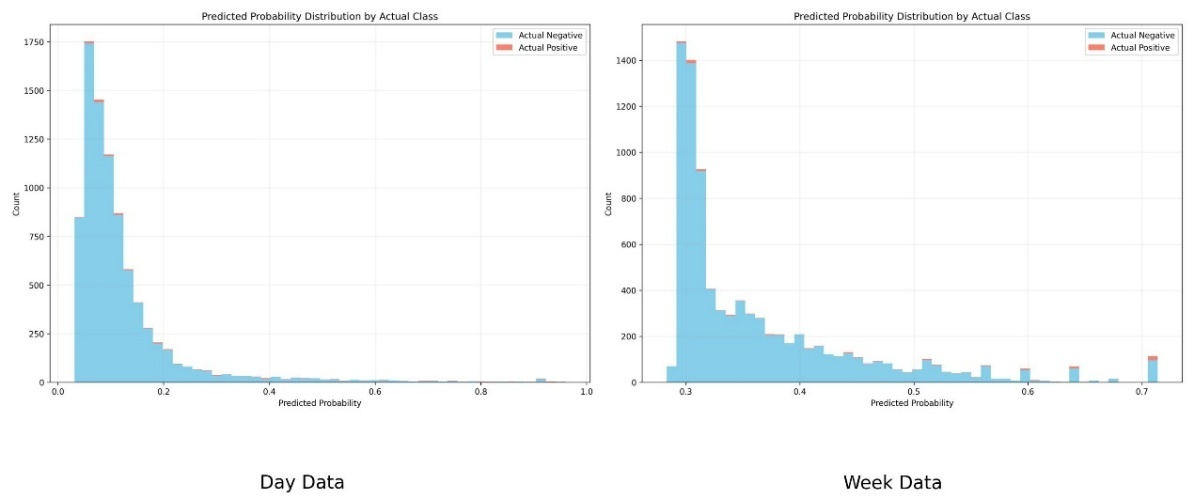 Predicted Probability Distribution by Actual Class
Actual Negative
Actual Positive
1750
1500
1250
1000
750
500
250
0
Count
0.0 0.2 0.4 0.6 0.8 1.0
Predicted Probability
Day Data
Predicted Probability Distribution by Actual Class
Actual Negative
Actual Positive
1400
1200
1000
800
600
400
200
0
Count
0.3 0.4 0.5 0.6 0.7
Predicted Probability
Week Data